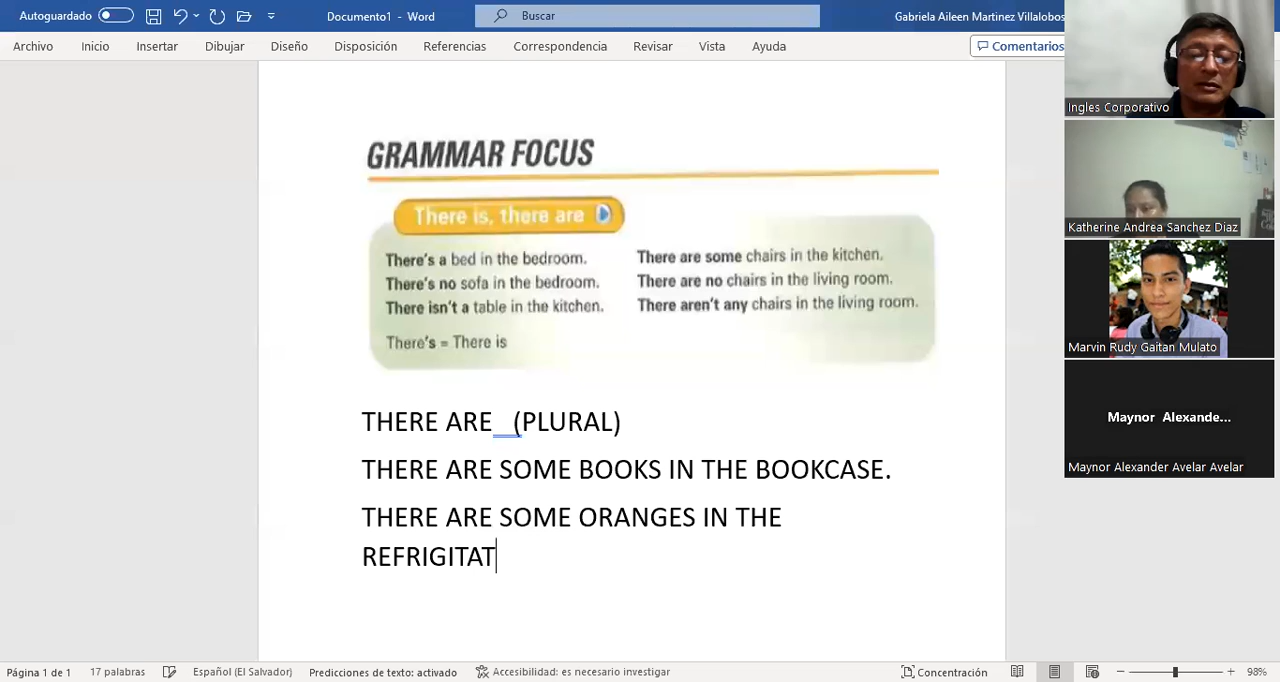 Autoguardado
Documento1 - Word
Buscar
Gabriela Aileen Martinez Villalobos
Archivo Inicio Insertar Dibujar Diseño Disposición Referencias Correspondencia Revisar Vista Ayuda
Comentarios
Ingles Corporativo
Katherine Andrea Sanchez Diaz
Marvin Rudy Gaitan Mulato
Maynor Alexande...
Maynor Alexander Avelar Avelar
GRAMMAR FOCUS
There is, there are
There's a bed in the bedroom.
There's no sofa in the bedroom.
There isn't a table in the kitchen.
There's = There is
There are some chairs in the kitchen.
There are no chairs in the living room.
There aren't any chairs in the living room.
THERE ARE (PLURAL)
THERE ARE SOME BOOKS IN THE BOOKCASE.
THERE ARE SOME ORANGES IN THE
REFRIGITAT
Página 1 de 1 17 palabras Español (El Salvador) Predicciones de texto: activado Accesibilidad: es necesario investigar Concentración 98%